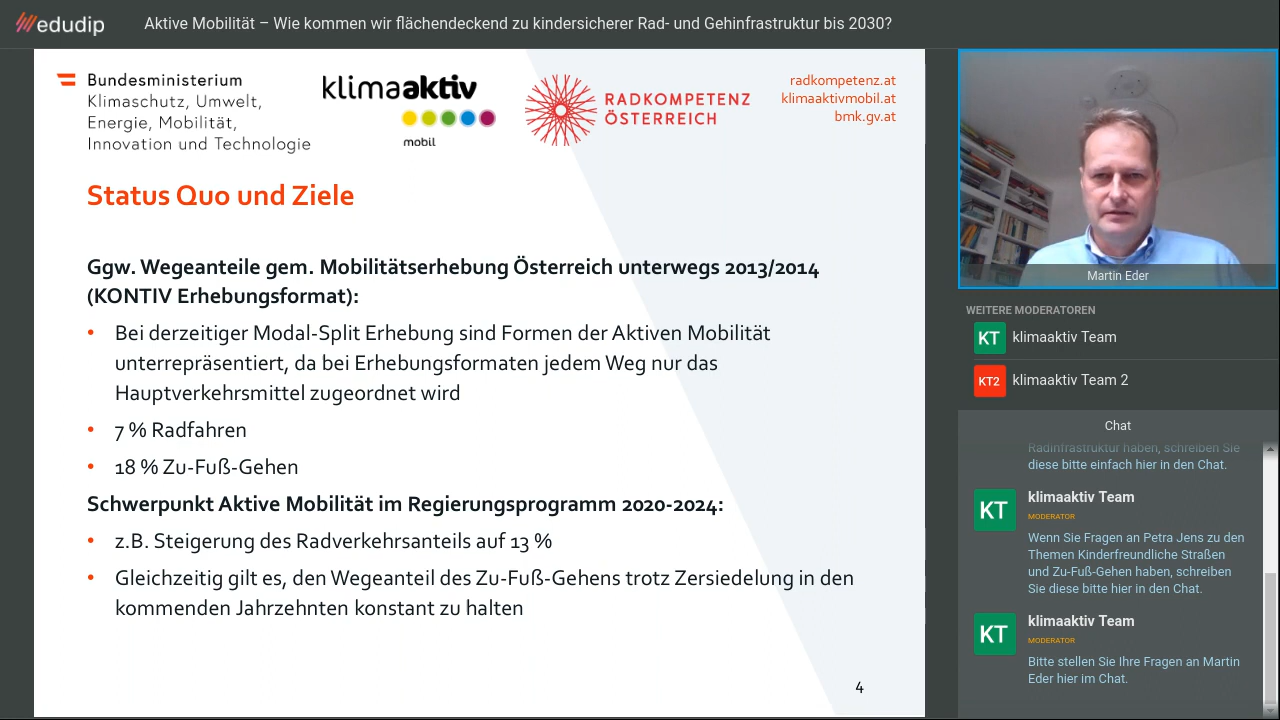 edudip
Aktive Mobilität – Wie kommen wir flächendeckend zu kindersicherer Rad- und Gehinfrastruktur bis 2030?
Bundesministerium
Klimaschutz, Umwelt,
Energie, Mobilität,
Innovation und Technologie
klimaaktiv
mobil
RADKOMPETENZ
ÖSTERREICH
radkompetenz.at
klimaaktivmobil.at
bmk.gv.at
Status Quo und Ziele
Ggw. Wegeanteile gem. Mobilitätserhebung Österreich unterwegs 2013/2014
(KONTIV Erhebungsformat):
• Bei derzeitiger Modal-Split Erhebung sind Formen der Aktiven Mobilität
unterrepräsentiert, da bei Erhebungsformaten jedem Weg nur das
Hauptverkehrsmittel zugeordnet wird
• 7 % Radfahren
• 18 % Zu-Fuß-Gehen
Schwerpunkt Aktive Mobilität im Regierungsprogramm 2020-2024:
• z.B. Steigerung des Radverkehrsanteils auf 13 %
• Gleichzeitig gilt es, den Wegeanteil des Zu-Fuß-Gehens trotz Zersiedelung in den
kommenden Jahrzehnten konstant zu halten
4
Martin Eder
WEITERE MODERATOREN
KT klimaaktiv Team
KT2 klimaaktiv Team 2
Chat
Radinfrastruktur haben, schreiben Sie
diese bitte einfach hier in den Chat.
KT klimaaktiv Team
MODERATOR
Wenn Sie Fragen an Petra Jens zu den
Themen Kinderfreundliche Straßen
und Zu-Fuß-Gehen haben, schreiben
Sie diese bitte hier in den Chat.
KT klimaaktiv Team
MODERATOR
Bitte stellen Sie Ihre Fragen an Martin
Eder hier im Chat.